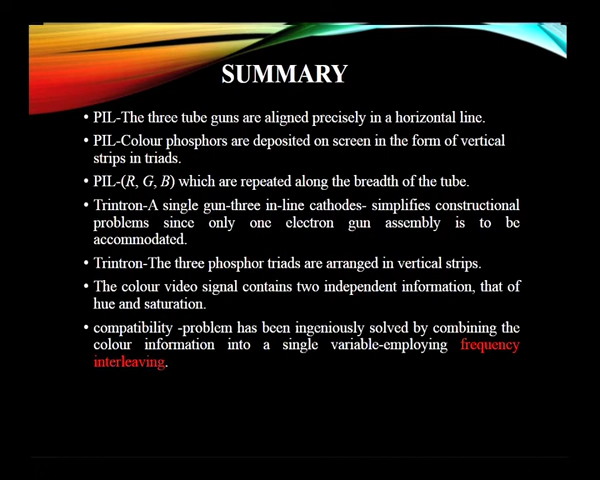 SUMMARY
• PIL-The three tube guns are aligned precisely in a horizontal line.
• PIL-Colour phosphors are deposited on screen in the form of vertical
strips in triads.
• PIL-(R, G, B) which are repeated along the breadth of the tube.
• Trintron-A single gun-three in-line cathodes- simplifies constructional
problems since only one electron gun assembly is to be
accommodated.
• Trintron-The three phosphor triads are arranged in vertical strips.
• The colour video signal contains two independent information, that of
hue and saturation.
• compatibility -problem has been ingeniously solved by combining the
colour information into a single variable-employing frequency
interleaving.